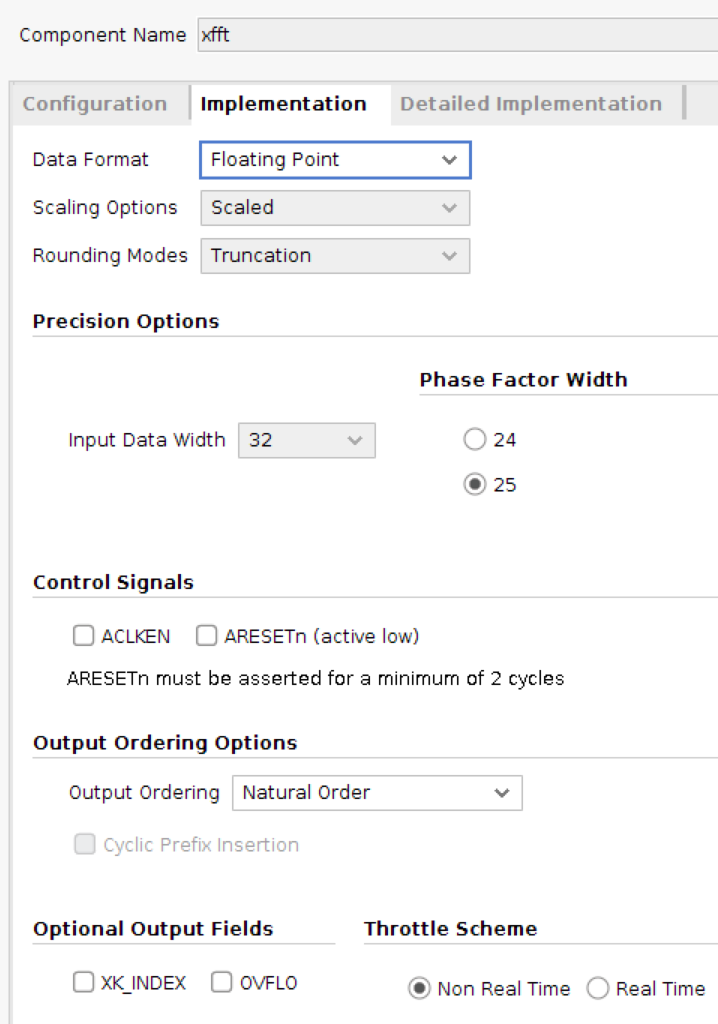 Component Name xfft
Configuration Implementation Detailed Implementation
Data Format Floating Point
Scaling Options Scaled
Rounding Modes Truncation
Precision Options
Phase Factor Width
Input Data Width 32 24
25
Control Signals
ACLKEN ARESETn (active low)
ARESETn must be asserted for a minimum of 2 cycles
Output Ordering Options
Output Ordering Natural Order
Cyclic Prefix Insertion
Optional Output Fields Throttle Scheme
XK_INDEX OVFLO Non Real Time Real Time